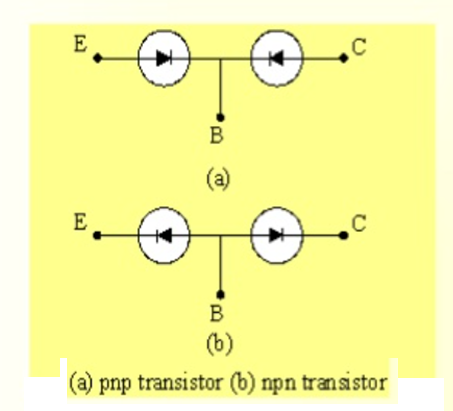 E C
B
(a)
E C
B
(b)
(a) pnp transistor (b) npn transistor